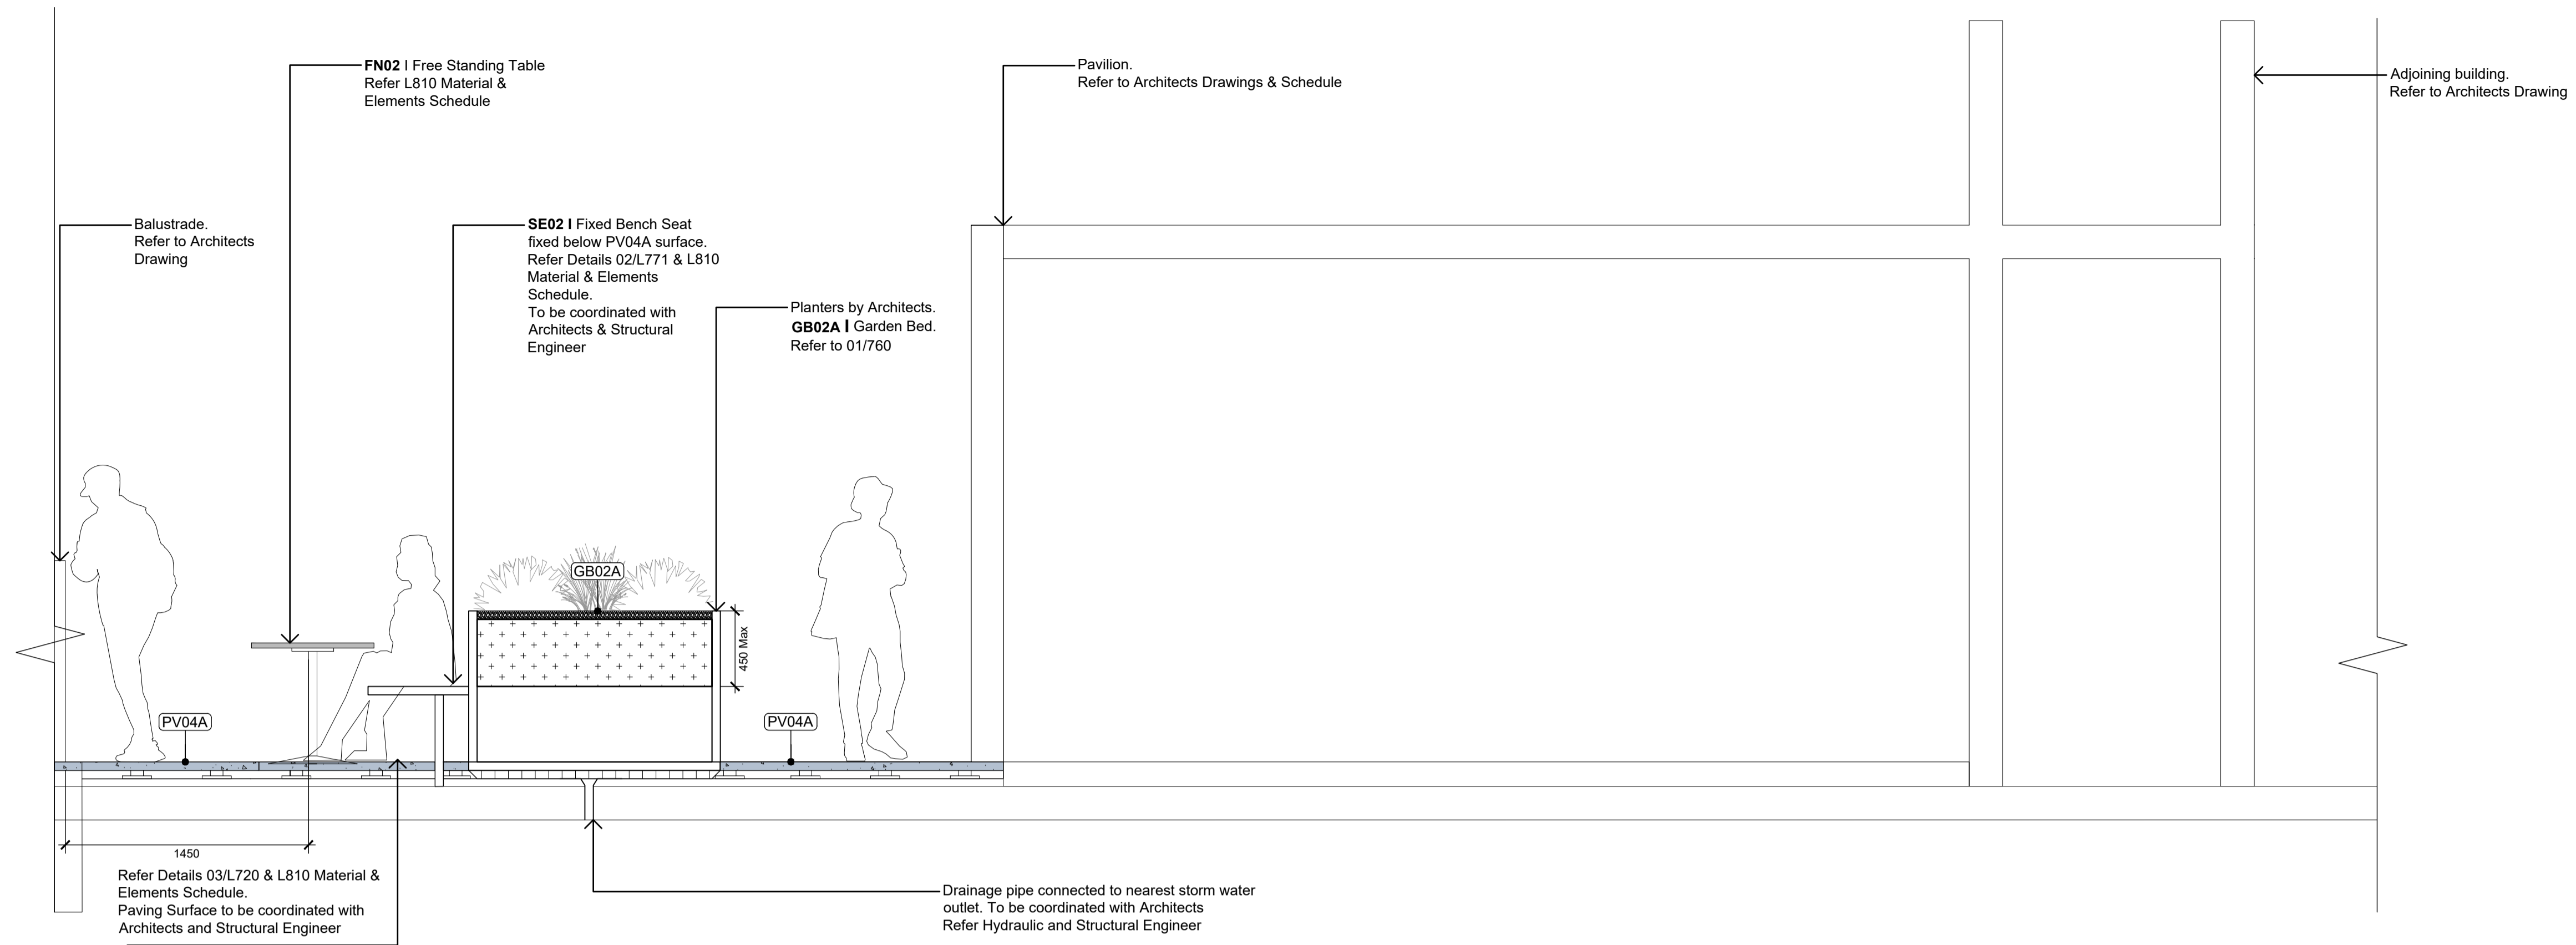 FN02 I Free Standing Table
Refer L810 Material &
Elements Schedule
Pavilion.
Refer to Architects Drawings & Schedule
Adjoining building.
Refer to Architects Drawing
Balustrade.
Refer to Architects
Drawing
SE02 I Fixed Bench Seat
fixed below PV04A surface.
Refer Details 02/L771 & L810
Material & Elements
Schedule.
To be coordinated with
Architects & Structural
Engineer
Planters by Architects.
GB02A I Garden Bed.
Refer to 01/760
GB02A
450 Max
PV04A
PV04A
1450
Refer Details 03/L720 & L810 Material &
Elements Schedule.
Paving Surface to be coordinated with
Architects and Structural Engineer
Drainage pipe connected to nearest storm water
outlet. To be coordinated with Architects
Refer Hydraulic and Structural Engineer